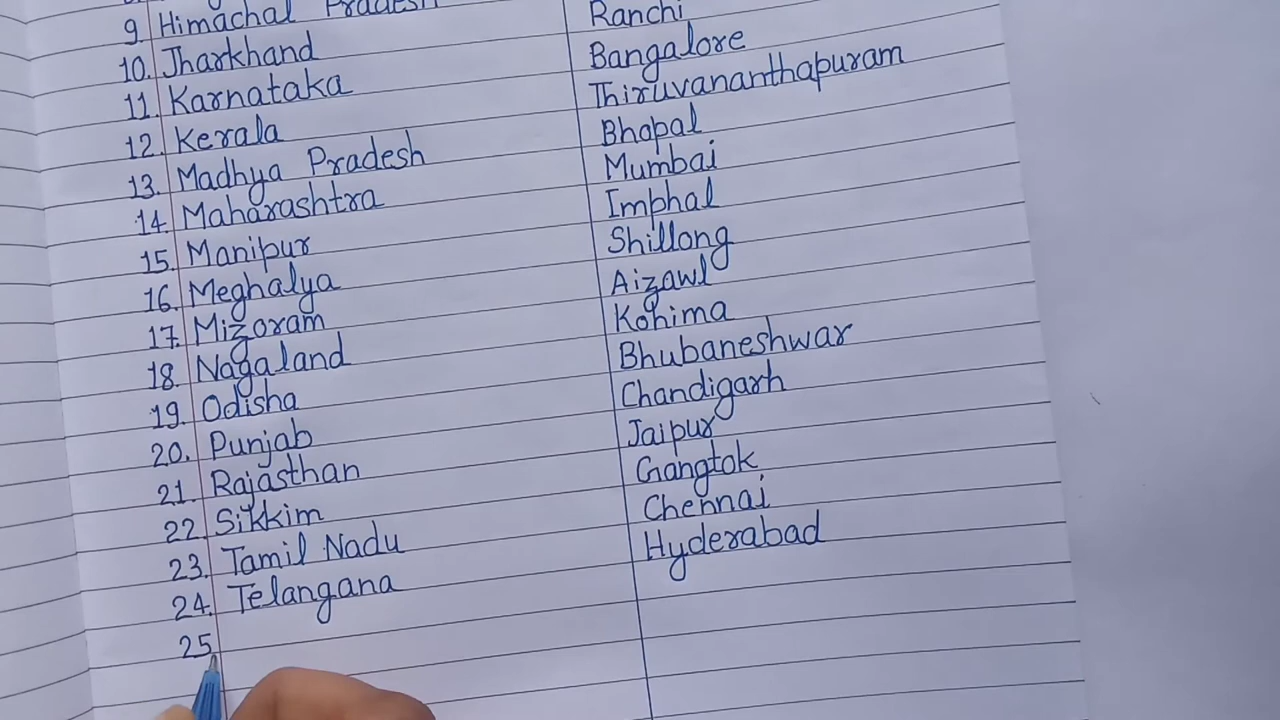 9. Himachal Pradesh
10. Jharkhand Ranchi
11. Karnataka Bangalore
12. Kerala Thiruvananthapuram
13. Madhya Pradesh Bhopal
14. Maharashtra Mumbai
15. Manipur Imphal
16. Meghalya Shillong
17. Mizoram Aizawl
18. Nagaland Kohima
19. Odisha Bhubaneshwar
20. Punjab Chandigarh
21. Rajasthan Jaipur
22. Sikkim Gangtok
23. Tamil Nadu Chennai
24. Telangana Hyderabad
25.